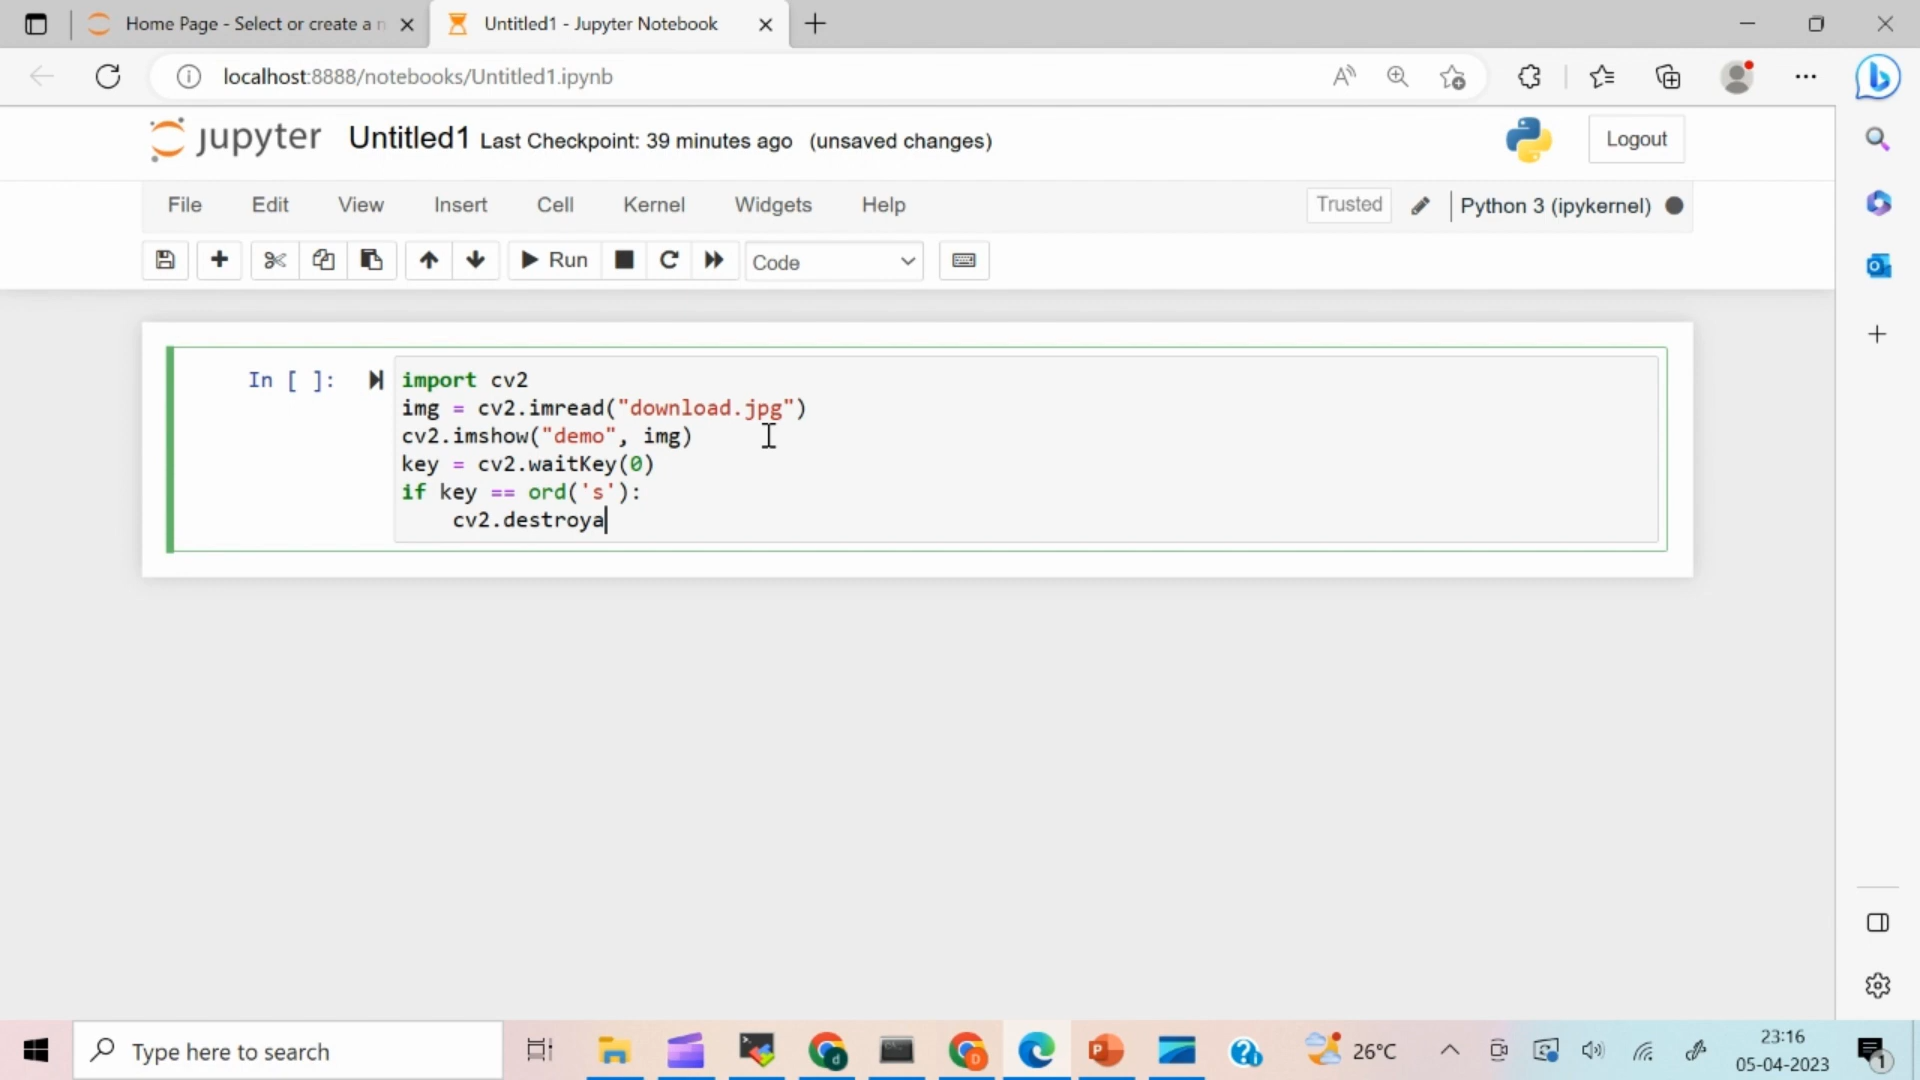 Home Page - Select or create a n
Untitled1 - Jupyter Notebook
localhost:8888/notebooks/Untitled1.ipynb
jupyter Untitled1 Last Checkpoint: 39 minutes ago (unsaved changes)
Logout
File Edit View Insert Cell Kernel Widgets Help
Trusted
Python 3 (ipykernel)
Run
Code
In [ ]:
import cv2
img = cv2.imread("download.jpg")
cv2.imshow("demo", img)
key = cv2.waitKey(0)
if key == ord('s'):
    cv2.destroya
Type here to search
26°C
23:16
05-04-2023
1